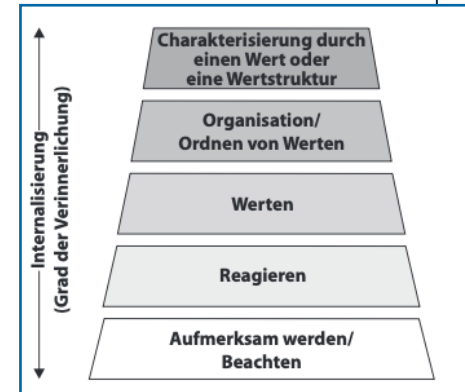 Charakterisierung durch
einen Wert oder
eine Wertstruktur
Organisation/
Ordnen von Werten
Werten
Reagieren
Aufmerksam werden/
Beachten
Internalisierung
(Grad der Verinnerlichung)